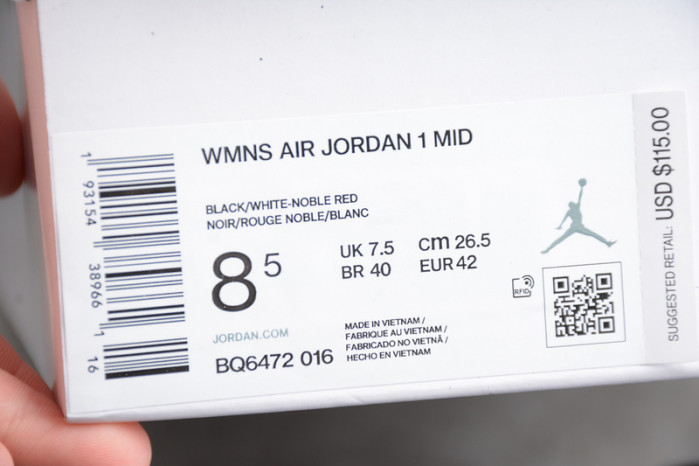 WMNS AIR JORDAN 1 MID
BLACK/WHITE-NOBLE RED
NOIR/ROUGE NOBLE/BLANC
8 5
UK 7.5
BR 40
cm 26.5
EUR 42
RFID
JORDAN.COM
BQ6472 016
MADE IN VIETNAM /
FABRIQUE AU VIETNAM /
FABRICADO NO VIETNÃ /
HECHO EN VIETNAM
1 93154 38966 1 16
SUGGESTED RETAIL: USD $115.00